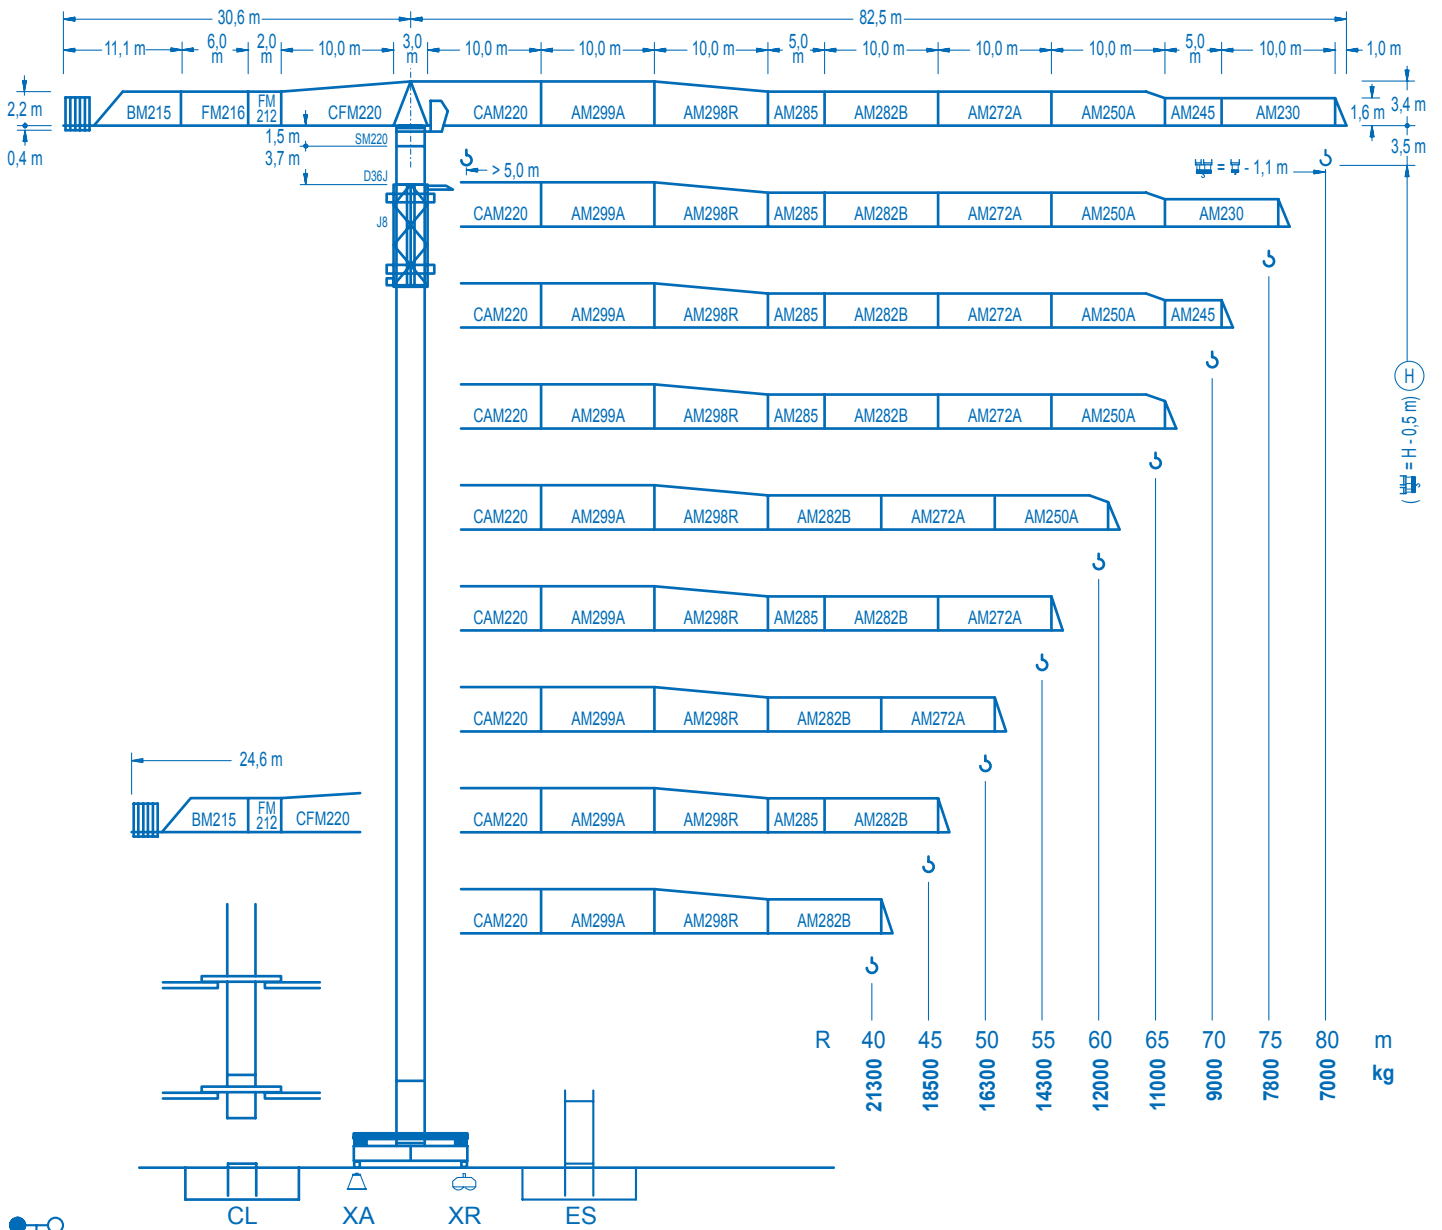 30,6 m 82,5 m
11,1 m 6,0 m 2,0 m 10,0 m 3,0 m 10,0 m 10,0 m 10,0 m 5,0 m 10,0 m 10,0 m 10,0 m 5,0 m 10,0 m 1,0 m
2,2 m BM215 FM216 FM 212 CFM220 CAM220 AM299A AM298R AM285 AM282B AM272A AM250A AM245 AM230 1,6 m 3,4 m
0,4 m 1,5 m SM220 3,5 m
3,7 m D36J > 5,0 m = - 1,1 m
J8 CAM220 AM299A AM298R AM285 AM282B AM272A AM250A AM230
CAM220 AM299A AM298R AM285 AM282B AM272A AM250A AM245
H
( = H - 0,5 m)
CAM220 AM299A AM298R AM285 AM282B AM272A AM250A
CAM220 AM299A AM298R AM282B AM272A AM250A
CAM220 AM299A AM298R AM285 AM282B AM272A
CAM220 AM299A AM298R AM282B AM272A
24,6 m
BM215 FM 212 CFM220 CAM220 AM299A AM298R AM285 AM282B
CAM220 AM299A AM298R AM282B
R 40 45 50 55 60 65 70 75 80 m
21300 18500 16300 14300 12000 11000 9000 7800 7000 kg
CL XA XR ES